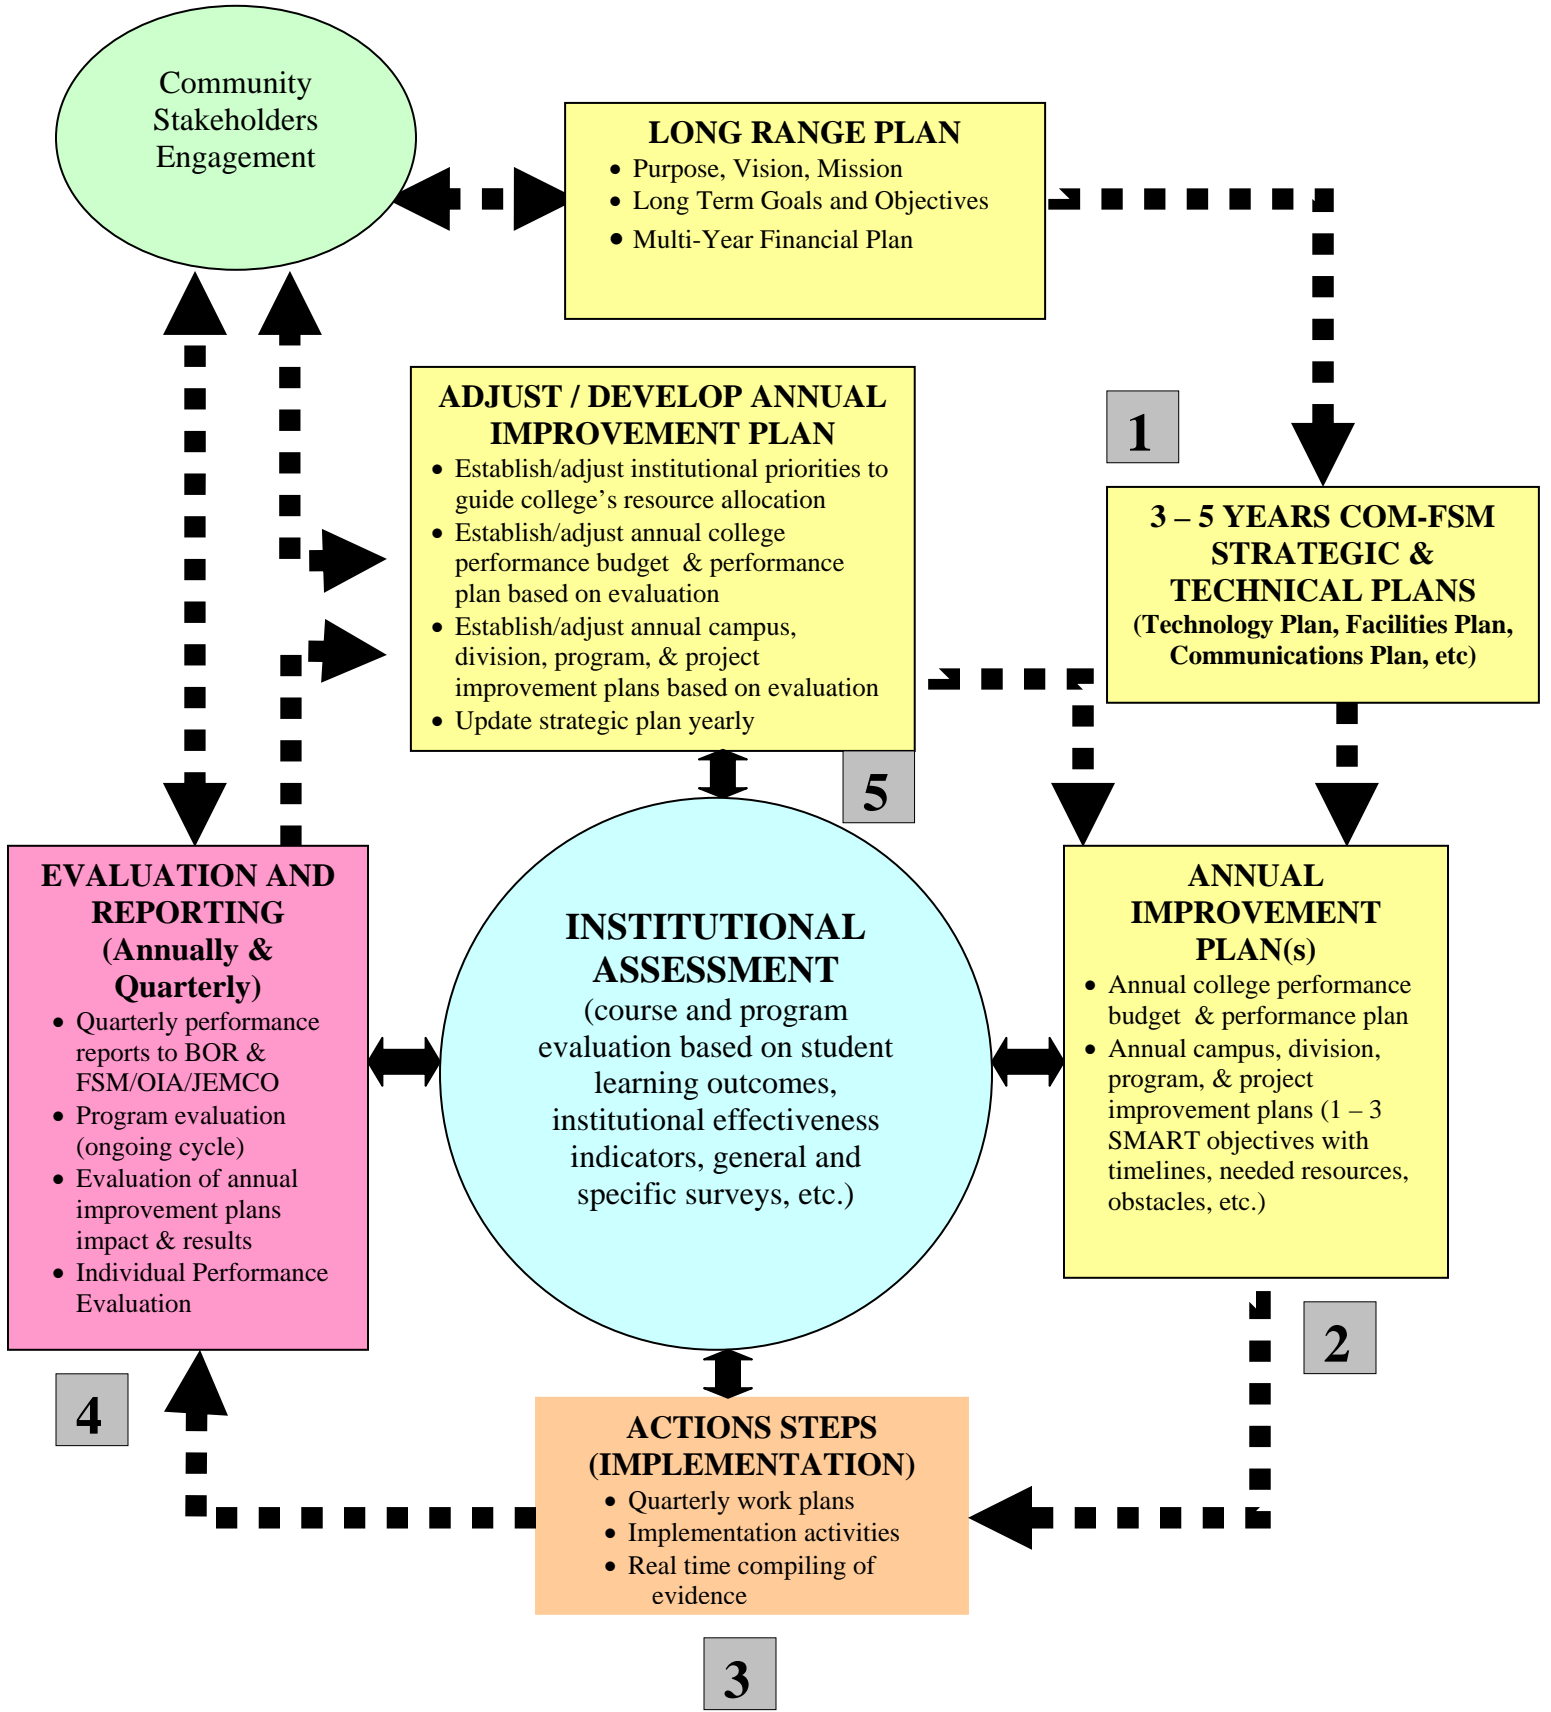 Community
Stakeholders
Engagement
LONG RANGE PLAN
• Purpose, Vision, Mission
• Long Term Goals and Objectives
• Multi-Year Financial Plan
ADJUST / DEVELOP ANNUAL
IMPROVEMENT PLAN
• Establish/adjust institutional priorities to
guide college’s resource allocation
• Establish/adjust annual college
performance budget & performance
plan based on evaluation
• Establish/adjust annual campus,
division, program, & project
improvement plans based on evaluation
• Update strategic plan yearly
1
3 – 5 YEARS COM-FSM
STRATEGIC &
TECHNICAL PLANS
(Technology Plan, Facilities Plan,
Communications Plan, etc)
5
EVALUATION AND
REPORTING
(Annually &
Quarterly)
• Quarterly performance
reports to BOR &
FSM/OIA/JEMCO
• Program evaluation
(ongoing cycle)
• Evaluation of annual
improvement plans
impact & results
• Individual Performance
Evaluation
INSTITUTIONAL
ASSESSMENT
(course and program
evaluation based on student
learning outcomes,
institutional effectiveness
indicators, general and
specific surveys, etc.)
ANNUAL
IMPROVEMENT
PLAN(s)
• Annual college performance
budget & performance plan
• Annual campus, division,
program, & project
improvement plans (1 – 3
SMART objectives with
timelines, needed resources,
obstacles, etc.)
2
4
ACTIONS STEPS
(IMPLEMENTATION)
• Quarterly work plans
• Implementation activities
• Real time compiling of
evidence
3